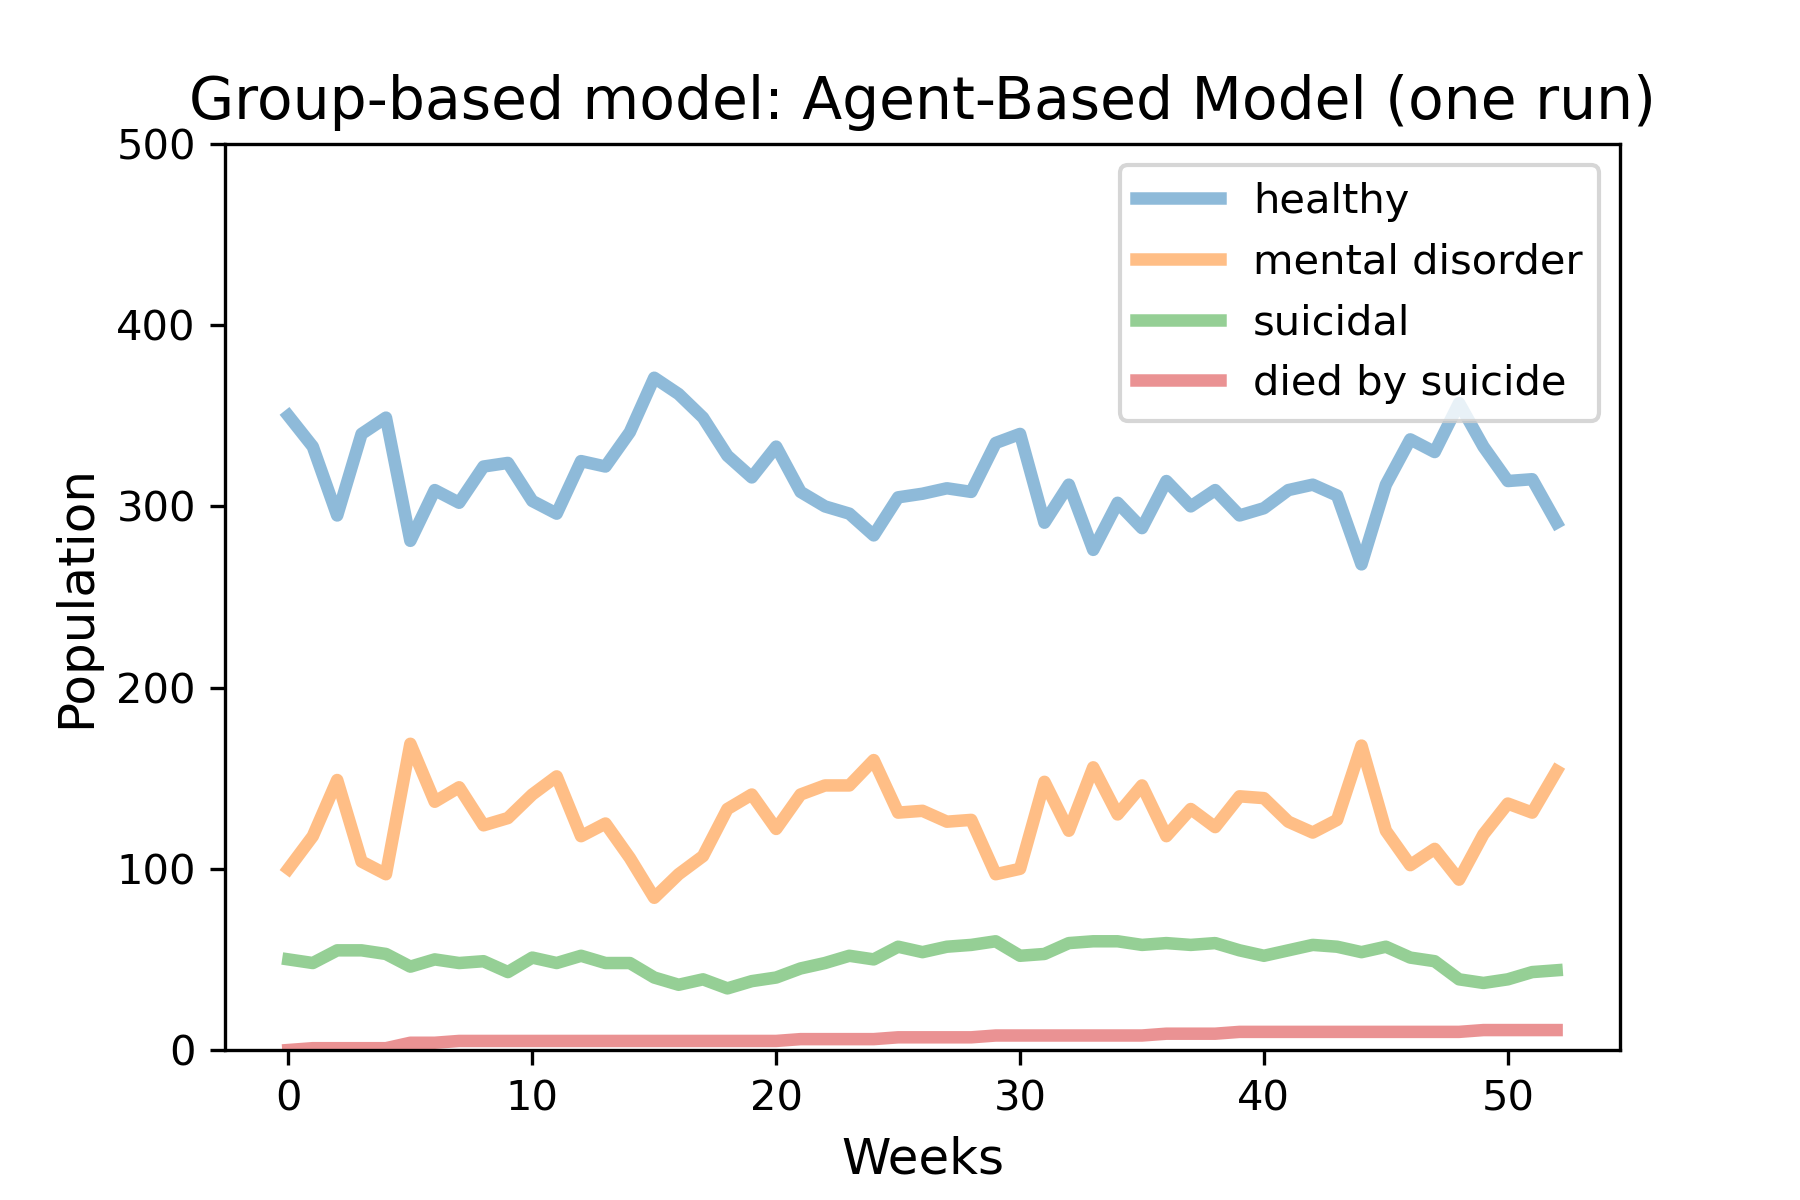 Group-based model: Agent-Based Model (one run)
500
400
300
200
100
0
Population
healthy
mental disorder
suicidal
died by suicide
0 10 20 30 40 50
Weeks